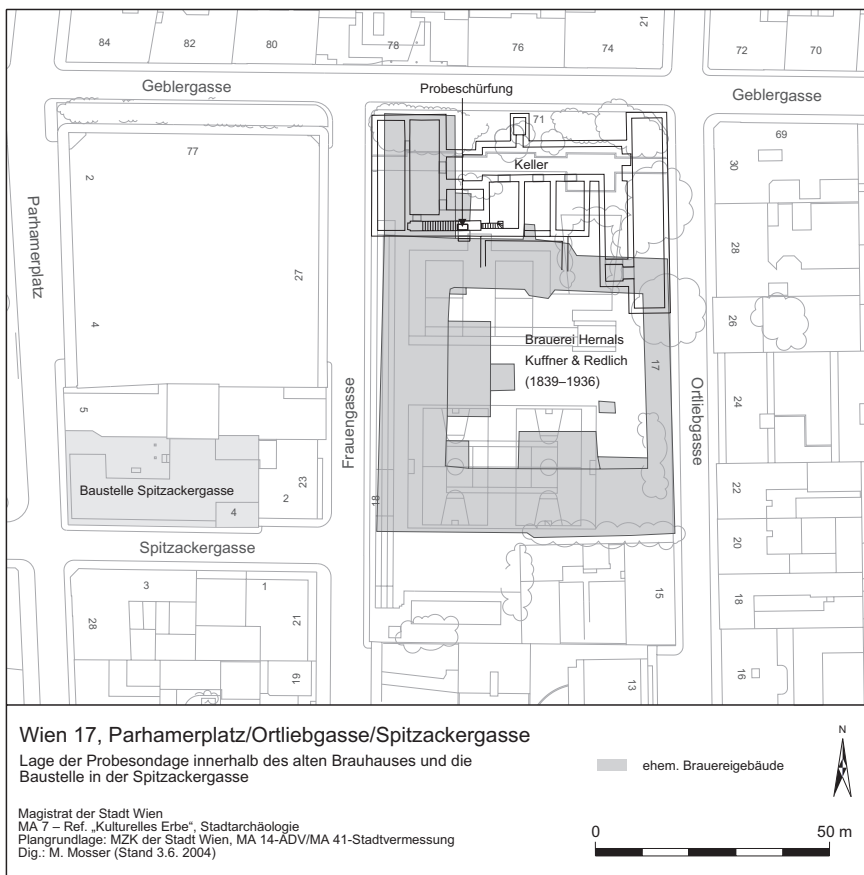 84
82
80
78
76
74
21
72
70
Geblergasse
Probeschürfung
Geblergasse
77
71
69
2
Keller
30
Parhamerplatz
27
28
4
26
Brauerei Hernals
Kuffner & Redlich
(1839–1936)
17
Frauengasse
Ortliebgasse
24
5
22
23
Baustelle Spitzackergasse
4
2
18
20
Spitzackergasse
3
1
28
21
15
18
19
13
16
Wien 17, Parhamerplatz/Ortliebgasse/Spitzackergasse
Lage der Probesondage innerhalb des alten Brauhauses und die
Baustelle in der Spitzackergasse
ehem. Brauereigebäude
N
Magistrat der Stadt Wien
MA 7 – Ref. „Kulturelles Erbe“, Stadtarchäologie
Plangrundlage: MZK der Stadt Wien, MA 14-ADV/MA 41-Stadtvermessung
Dig.: M. Mosser (Stand 3.6. 2004)
0
50 m